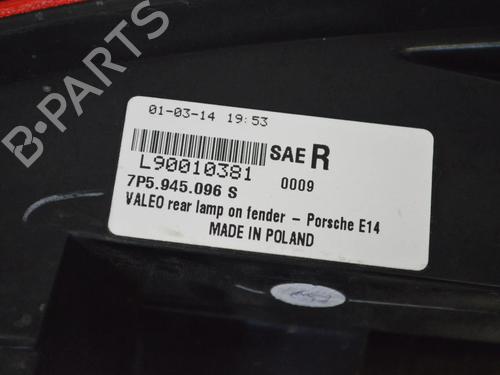 01-03-14 19:53
SAE R
L90010381
0009
7P5.945.096 S
VALEO rear lamp on fender – Porsche E14
MADE IN POLAND
B-PARTS